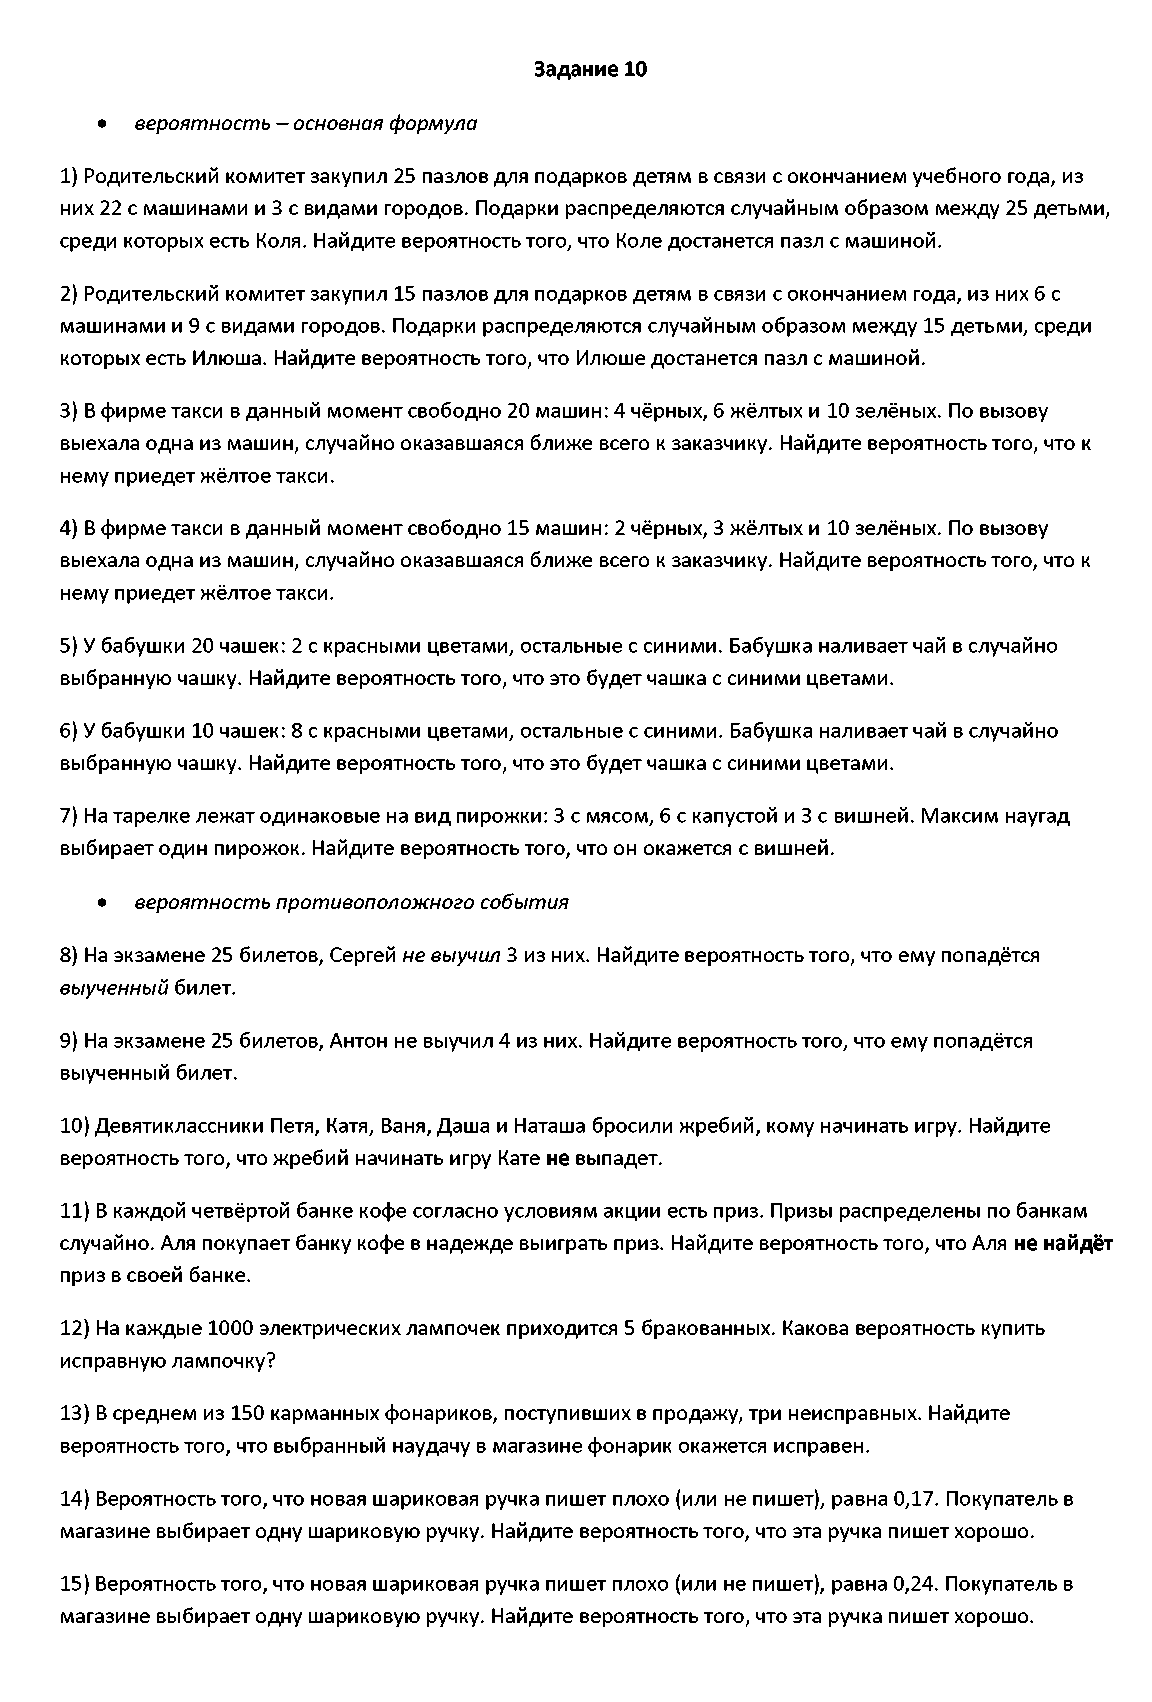 Задание 10
• вероятность – основная формула
1) Родительский комитет закупил 25 пазлов для подарков детям в связи с окончанием учебного года, из
них 22 с машинами и 3 с видами городов. Подарки распределяются случайным образом между 25 детьми,
среди которых есть Коля. Найдите вероятность того, что Коле достанется пазл с машиной.
2) Родительский комитет закупил 15 пазлов для подарков детям в связи с окончанием года, из них 6 с
машинами и 9 с видами городов. Подарки распределяются случайным образом между 15 детьми, среди
которых есть Илюша. Найдите вероятность того, что Илюше достанется пазл с машиной.
3) В фирме такси в данный момент свободно 20 машин: 4 чёрных, 6 жёлтых и 10 зелёных. По вызову
выехала одна из машин, случайно оказавшаяся ближе всего к заказчику. Найдите вероятность того, что к
нему приедет жёлтое такси.
4) В фирме такси в данный момент свободно 15 машин: 2 чёрных, 3 жёлтых и 10 зелёных. По вызову
выехала одна из машин, случайно оказавшаяся ближе всего к заказчику. Найдите вероятность того, что к
нему приедет жёлтое такси.
5) У бабушки 20 чашек: 2 с красными цветами, остальные с синими. Бабушка наливает чай в случайно
выбранную чашку. Найдите вероятность того, что это будет чашка с синими цветами.
6) У бабушки 10 чашек: 8 с красными цветами, остальные с синими. Бабушка наливает чай в случайно
выбранную чашку. Найдите вероятность того, что это будет чашка с синими цветами.
7) На тарелке лежат одинаковые на вид пирожки: 3 с мясом, 6 с капустой и 3 с вишней. Максим наугад
выбирает один пирожок. Найдите вероятность того, что он окажется с вишней.
• вероятность противоположного события
8) На экзамене 25 билетов, Сергей не выучил 3 из них. Найдите вероятность того, что ему попадётся
выученный билет.
9) На экзамене 25 билетов, Антон не выучил 4 из них. Найдите вероятность того, что ему попадётся
выученный билет.
10) Девятиклассники Петя, Катя, Ваня, Даша и Наташа бросили жребий, кому начинать игру. Найдите
вероятность того, что жребий начинать игру Кате не выпадет.
11) В каждой четвёртой банке кофе согласно условиям акции есть приз. Призы распределены по банкам
случайно. Аля покупает банку кофе в надежде выиграть приз. Найдите вероятность того, что Аля не найдёт
приз в своей банке.
12) На каждые 1000 электрических лампочек приходится 5 бракованных. Какова вероятность купить
исправную лампочку?
13) В среднем из 150 карманных фонариков, поступивших в продажу, три неисправных. Найдите
вероятность того, что выбранный наудачу в магазине фонарик окажется исправен.
14) Вероятность того, что новая шариковая ручка пишет плохо (или не пишет), равна 0,17. Покупатель в
магазине выбирает одну шариковую ручку. Найдите вероятность того, что эта ручка пишет хорошо.
15) Вероятность того, что новая шариковая ручка пишет плохо (или не пишет), равна 0,24. Покупатель в
магазине выбирает одну шариковую ручку. Найдите вероятность того, что эта ручка пишет хорошо.